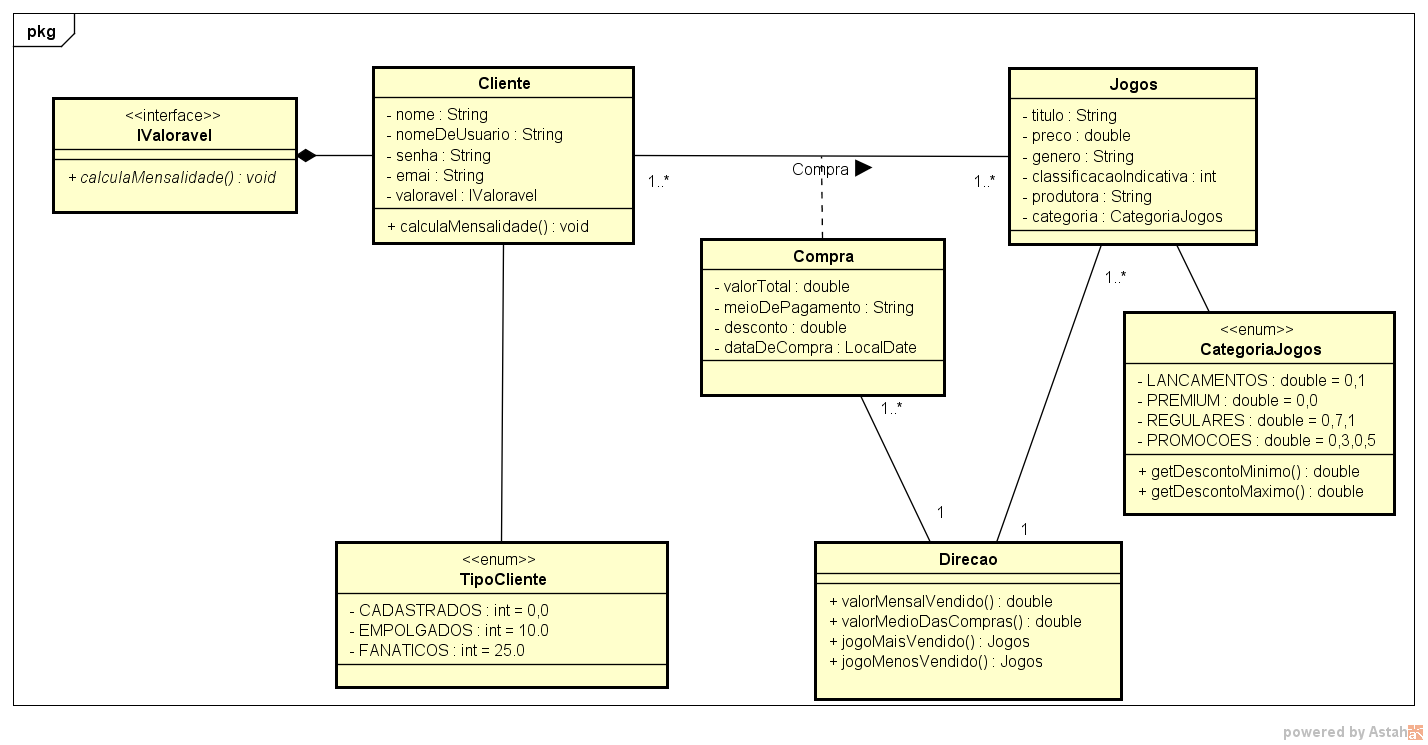 pkg
<<interface>>
IValoravel
+ calculaMensalidade() : void
Cliente
- nome : String
- nomeDeUsuario : String
- senha : String
- emai : String
- valoravel : IValoravel
+ calculaMensalidade() : void
1..*
Compra
1..*
Jogos
- titulo : String
- preco : double
- genero : String
- classificacaoIndicativa : int
- produtora : String
- categoria : CategoriaJogos
Compra
- valorTotal : double
- meioDePagamento : String
- desconto : double
- dataDeCompra : LocalDate
1..*
1..*
<<enum>>
CategoriaJogos
- LANCAMENTOS : double = 0,1
- PREMIUM : double = 0,0
- REGULARES : double = 0,7,1
- PROMOCOES : double = 0,3,0,5
+ getDescontoMinimo() : double
+ getDescontoMaximo() : double
1
1
<<enum>>
TipoCliente
- CADASTRADOS : int = 0,0
- EMPOLGADOS : int = 10.0
- FANATICOS : int = 25.0
Direcao
+ valorMensalVendido() : double
+ valorMedioDasCompras() : double
+ jogoMaisVendido() : Jogos
+ jogoMenosVendido() : Jogos
powered by Astah